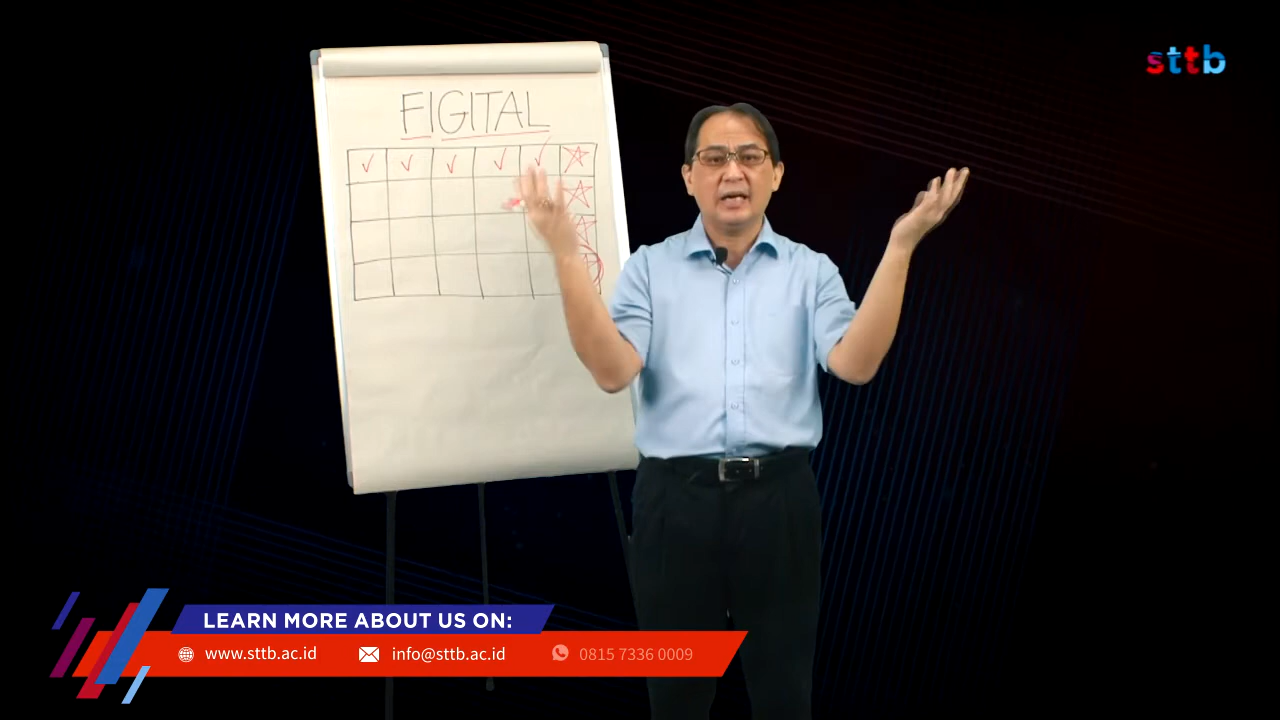 sttb
FIGITAL
LEARN MORE ABOUT US ON:
www.sttb.ac.id info@sttb.ac.id 0815 7336 0009